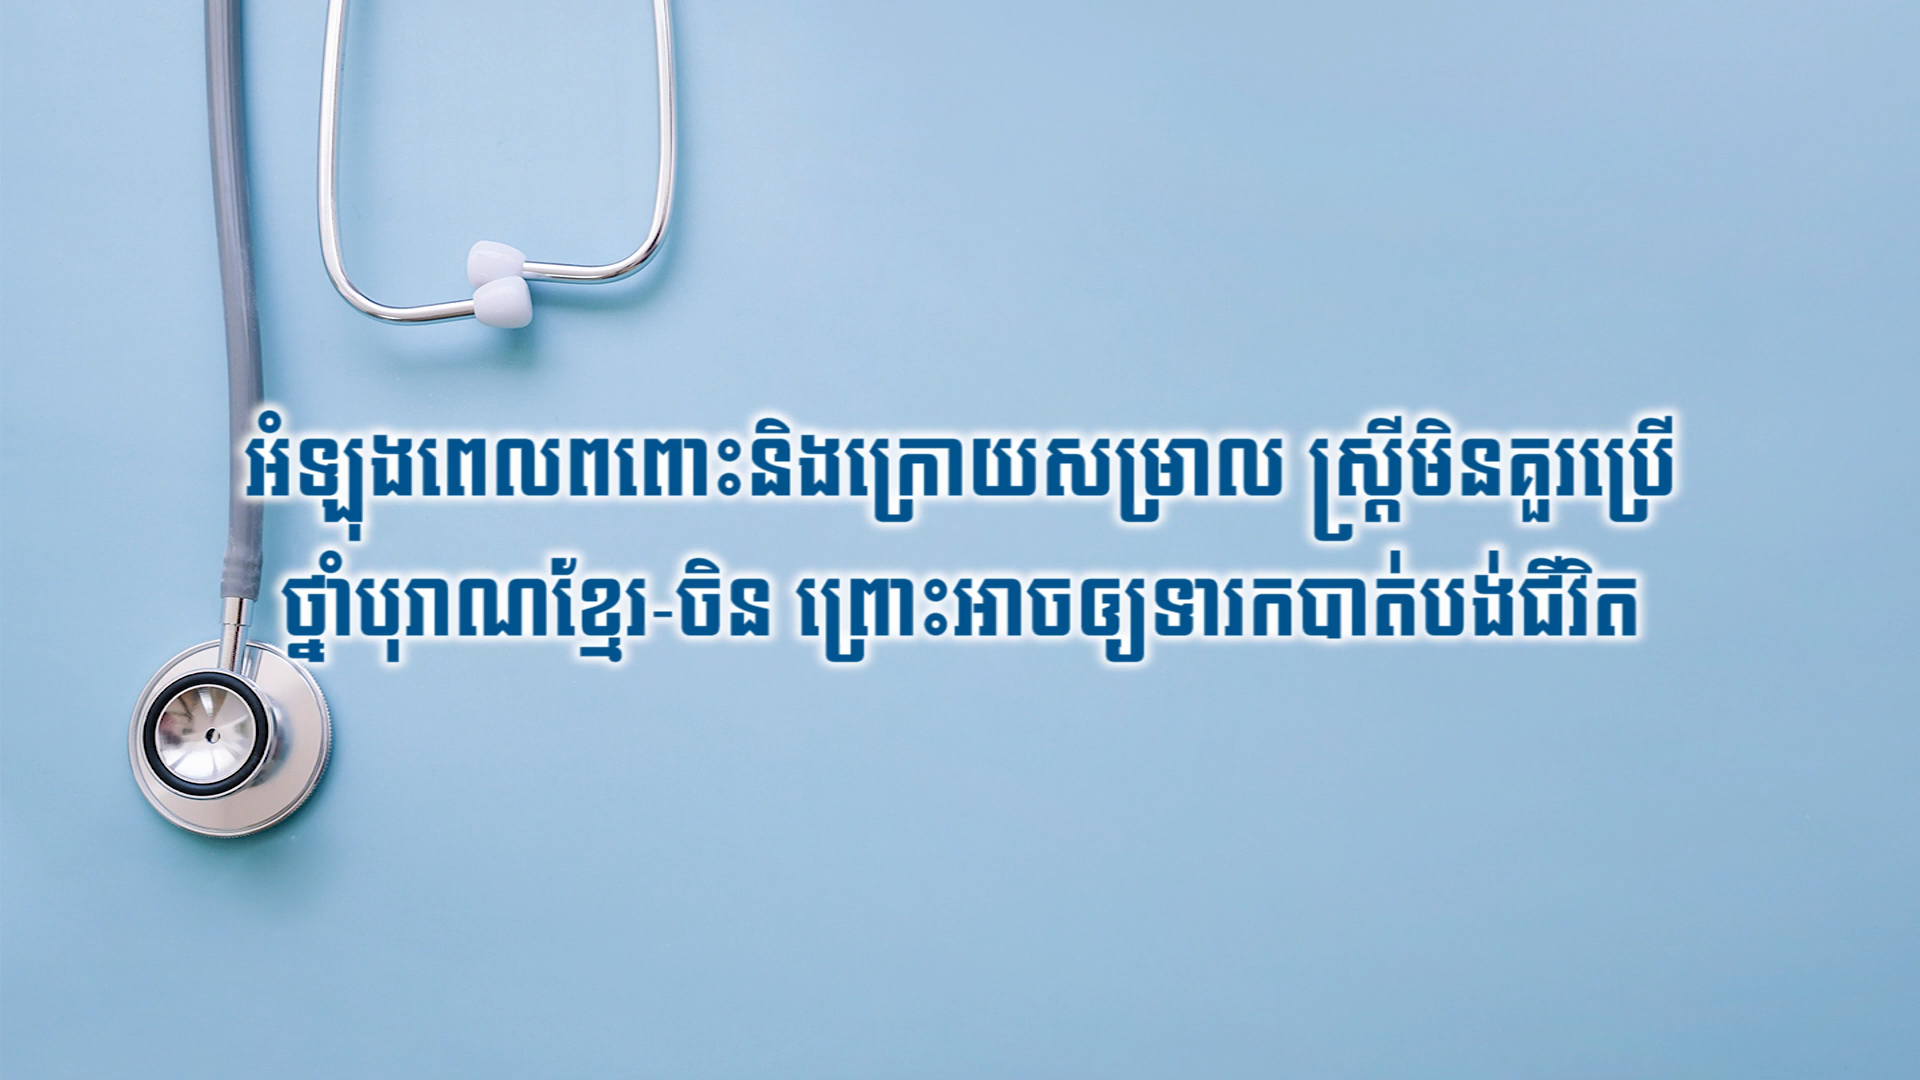 អំឡុងពេលពពោះនិងក្រោយសម្រាល ស្ត្រីមិនគួរប្រើ
ថ្នាំបុរាណខ្មែរ-ចិន ព្រោះអាចឲ្យទារកបាត់បង់ជីវិត